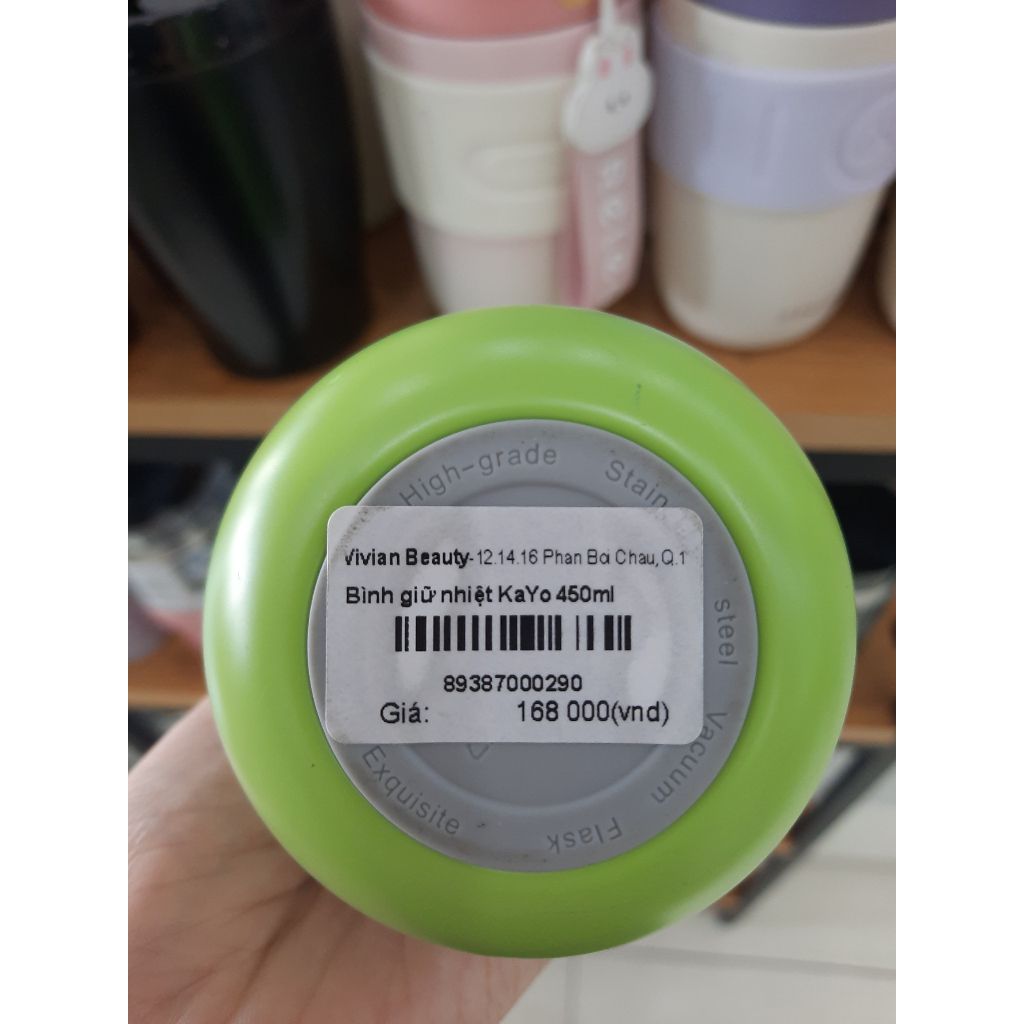 High-grade Stain
steel
Vacuum
Flask
Exquisite
Vivian Beauty-12.14.16 Phan Bơi Chau,Q.1
Bình giữ nhiệt KaYo 450ml
89387000290
Giá: 168 000(vnd)